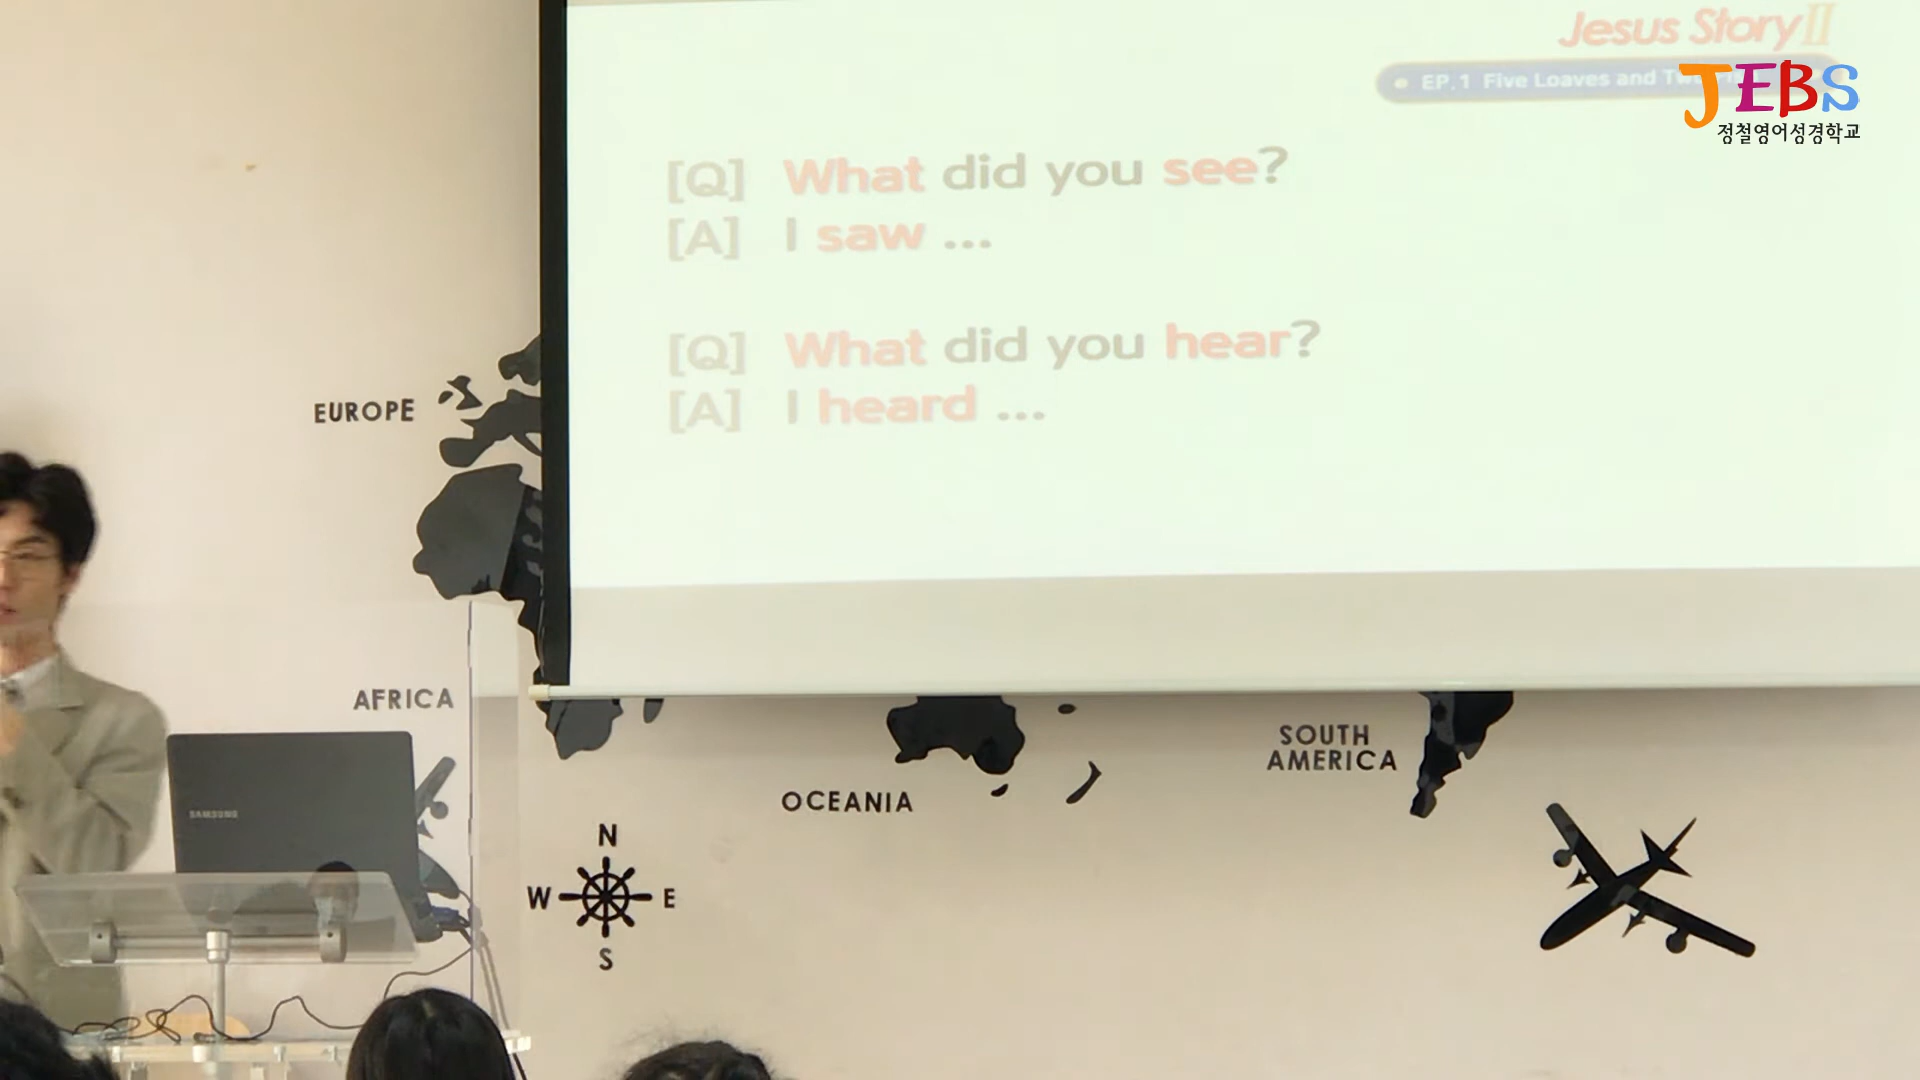 Jesus Story II
EP.1 Five Loaves and
JEBS
정철영어성경학교
[Q] What did you see?
[A] I saw ...
[Q] What did you hear?
[A] I heard ...
EUROPE
AFRICA
SOUTH
AMERICA
OCEANIA
SAMSUNG
N
W E
S